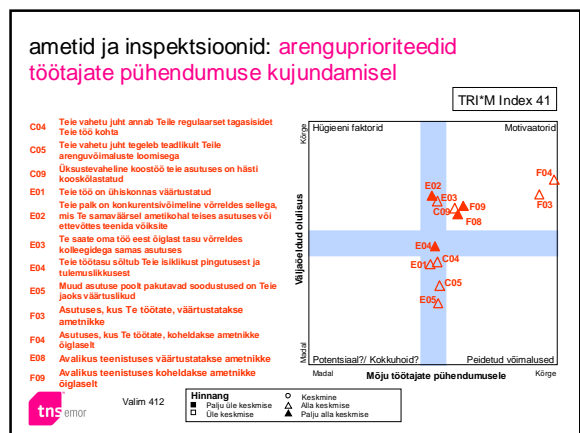 ametid ja inspektsioonid: arenguprioriteedid
töötajate pühendumuse kujundamisel
TRI*M Index 41
C04 Teie vahetu juht annab Teile regulaarset tagasisidet
Teie töö kohta
C05 Teie vahetu juht tegeleb teadlikult Teile
arenguvõimaluste loomisega
C09 Üksustevaheline koostöö teie asutuses on hästi
kooskõlastatud
E01 Teie töö on ühiskonnas väärtustatud
E02 Teie palk on konkurentsivõimeline võrreldes sellega,
mis Te samaväärsel ametikohal teises asutuses või
ettevõttes teenida võiksite
E03 Te saate oma töö eest õiglast tasu võrreldes
kolleegidega samas asutuses
E04 Teie töötasu sõltub Teie isiklikust pingutusest ja
tulemuslikkusest
E05 Muud asutuse poolt pakutavad soodustused on Teie
jaoks väärtuslikud
F03 Asutuses, kus Te töötate, väärtustatakse
ametnikke
F04 Asutuses, kus Te töötate, koheldakse ametnikke
õiglaselt
E08 Avalikus teenistuses väärtustatakse ametnikke
F09 Avalikus teenistuses koheldakse ametnikke
õiglaselt
Kõrge
Väljaöeldud olulisus
Madal
Hügieeni faktorid
Motivaatorid
F04
F03
E02
E03
C09
F09
F08
E04
E01
C04
C05
E05
Potentsiaal?/ Kokkuhoid?
Peidetud võimalused
Madal
Mõju töötajate pühendumusele
Kõrge
tns emor
Valim 412
Hinnang
Palju üle keskmise
Üle keskmise
Keskmine
Alla keskmise
Palju alla keskmise